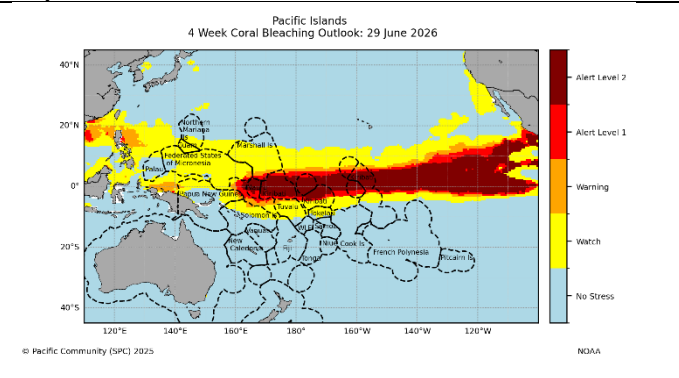 Pacific Islands
4 Week Coral Bleaching Outlook: 29 June 2026
40°N
20°N
0°
20°S
40°S
120°E
140°E
160°E
180°
160°W
140°W
120°W
Northern
Mariana
Is
Guam
Marshall Is
Federated States
of Micronesia
Palau
Papua New Guinea
Solomon Is
Tuvalu
Tokelau
Vanuatu
Samoa
New
Caledonia
Fiji
Niue
Cook Is
Tonga
French Polynesia
Pitcairn Is
Alert Level 2
Alert Level 1
Warning
Watch
No Stress
© Pacific Community (SPC) 2025
NOAA